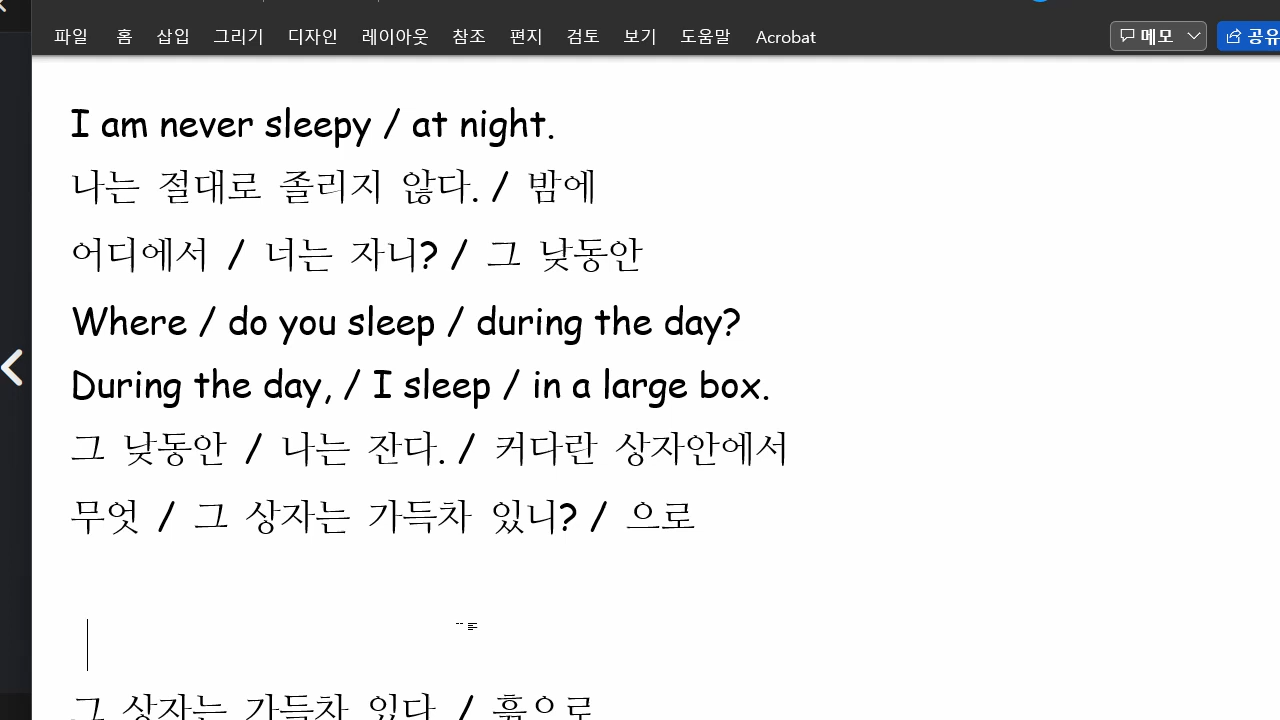 파일 홈 삽입 그리기 디자인 레이아웃 참조 편지 검토 보기 도움말 Acrobat 메모 공유
I am never sleepy / at night.
나는 절대로 졸리지 않다. / 밤에
어디에서 / 너는 자니? / 그 낮동안
Where / do you sleep / during the day?
During the day, / I sleep / in a large box.
그 낮동안 / 나는 잔다. / 커다란 상자안에서
무엇 / 그 상자는 가득차 있니? / 으로
그 상자는 가득차 있다 / 흙으로